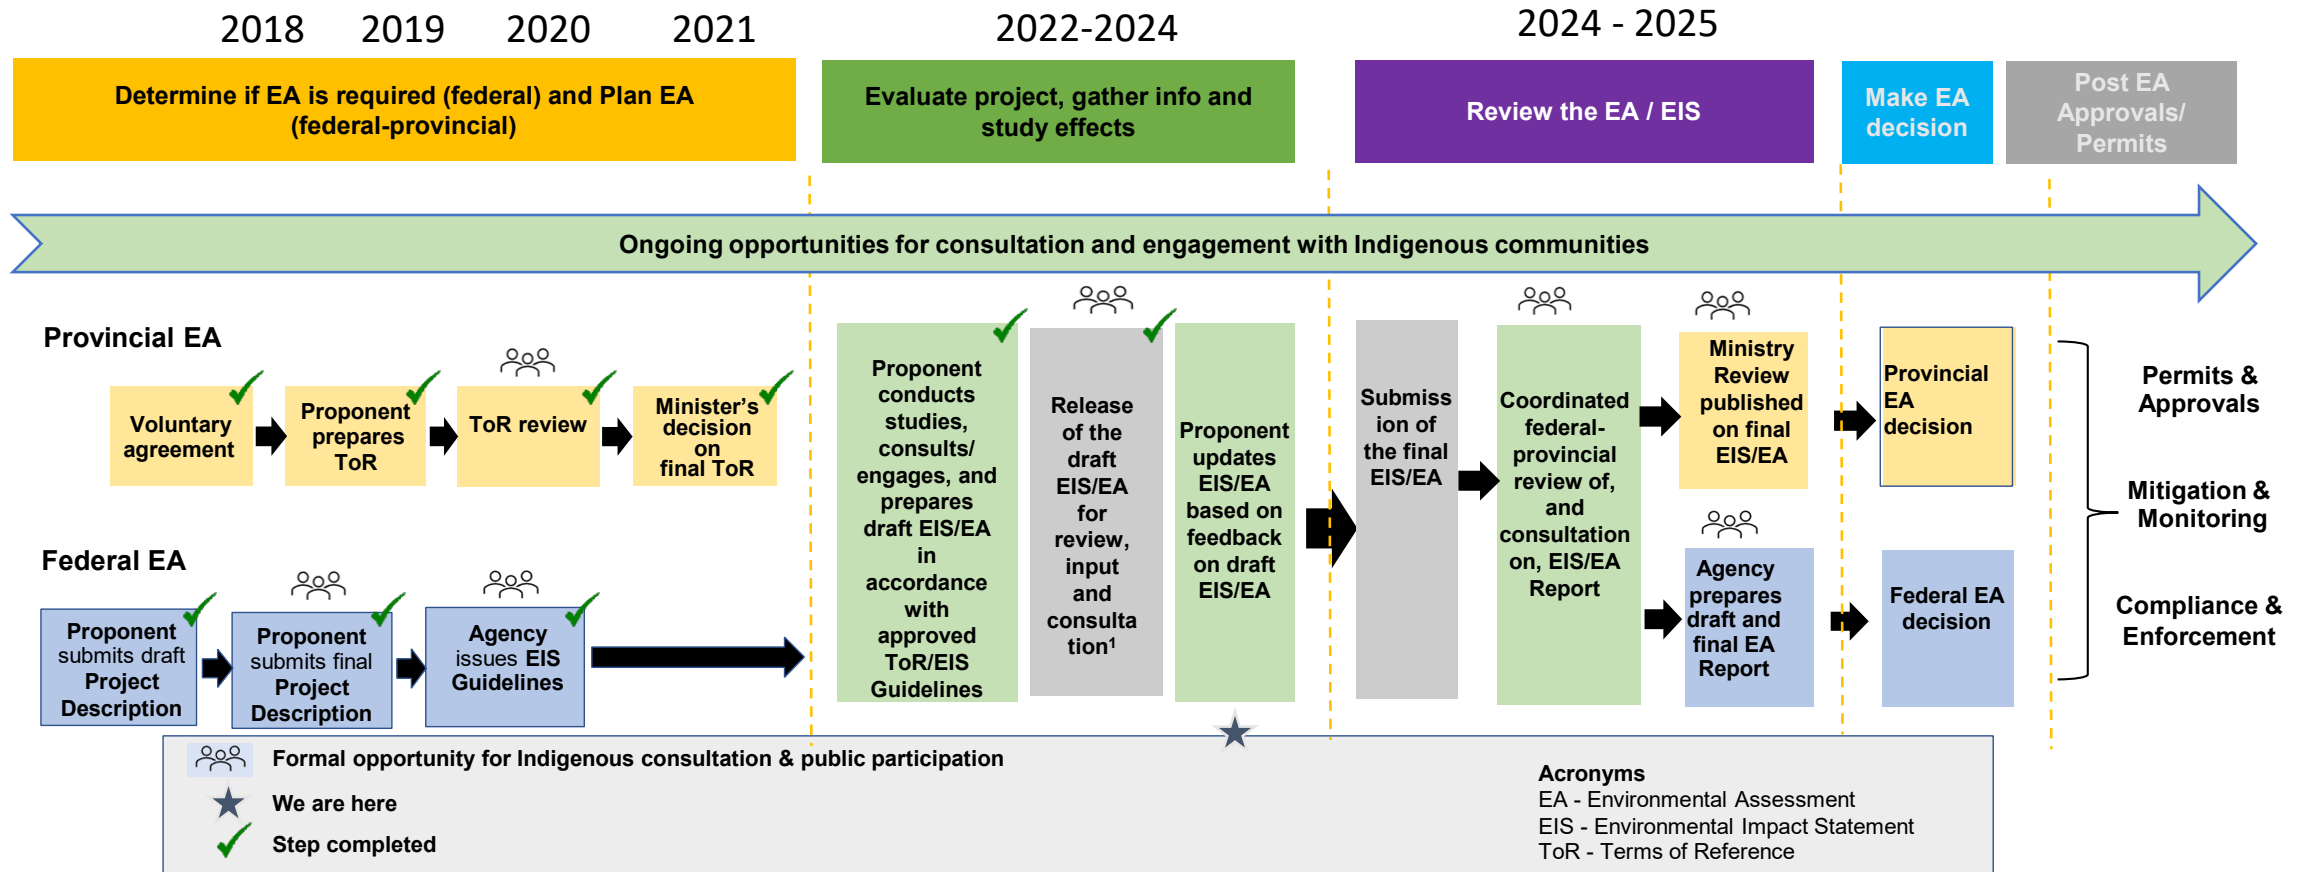 2018
2019
2020
2021
2022-2024
2024 - 2025
Determine if EA is required (federal) and Plan EA
(federal-provincial)
Evaluate project, gather info and
study effects
Review the EA / EIS
Make EA
decision
Post EA
Approvals/
Permits
Ongoing opportunities for consultation and engagement with Indigenous communities
Provincial EA
Voluntary
agreement
Proponent
prepares
ToR
ToR review
Minister's
decision
on
final ToR
Federal EA
Proponent
submits draft
Project
Description
Proponent
submits final
Project
Description
Agency
issues EIS
Guidelines
Proponent
conducts
studies,
consults/
engages, and
prepares
draft EIS/EA
in
accordance
with
approved
ToR/EIS
Guidelines
Release
of the
draft
EIS/EA
for
review,
input
and
consulta
tion¹
Proponent
updates
EIS/EA
based on
feedback
on draft
EIS/EA
Submiss
ion of
the final
EIS/EA
Coordinated
federal-
provincial
review of,
and
consultation
on, EIS/EA
Report
Ministry
Review
published
on final
EIS/EA
Agency
prepares
draft and
final EA
Report
Provincial
EA
decision
Federal EA
decision
Permits &
Approvals
Mitigation &
Monitoring
Compliance &
Enforcement
Formal opportunity for Indigenous consultation & public participation
We are here
Step completed
Acronyms
EA - Environmental Assessment
EIS - Environmental Impact Statement
ToR - Terms of Reference